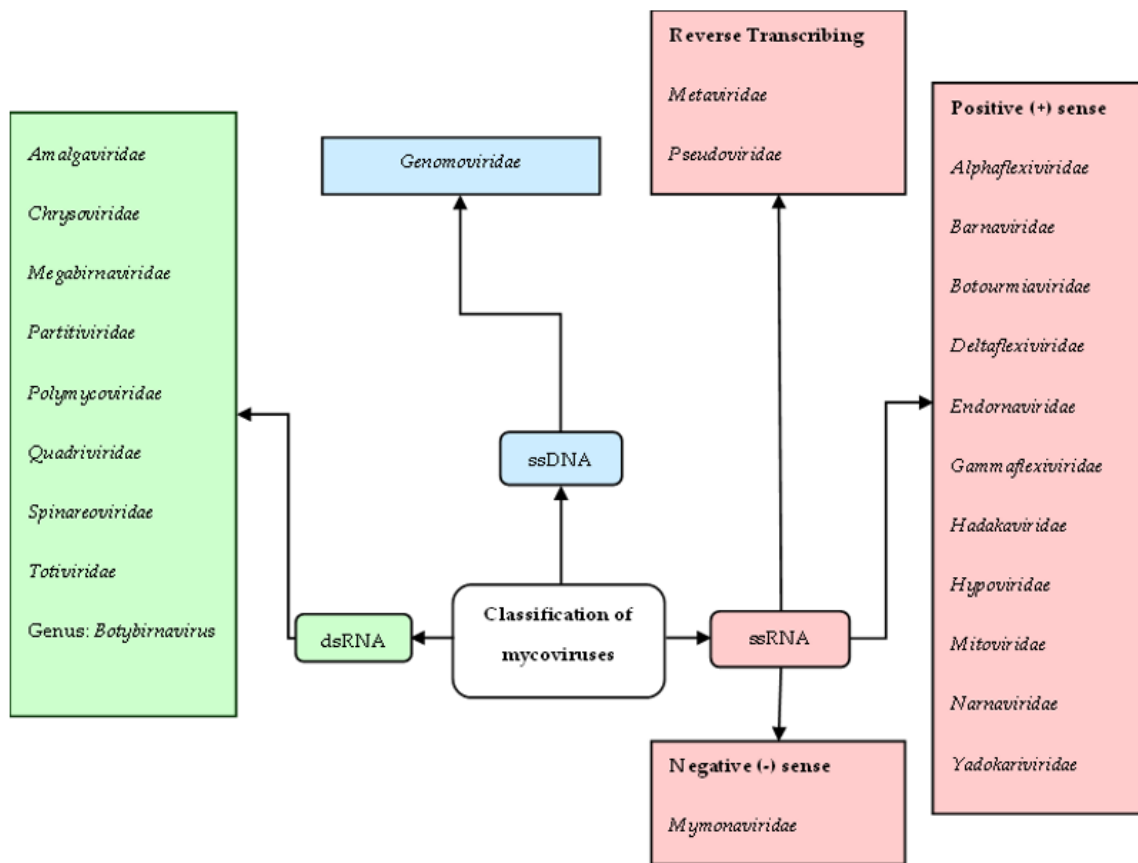 Amalgaviridae
Chrysoviridae
Megabirnaviridae
Partitiviridae
Polymycoviridae
Quadriviridae
Spinareoviridae
Totiviridae
Genus: Botybirnavirus
dsRNA
Genomoviridae
ssDNA
Classification of
mycoviruses
Reverse Transcribing
Metaviridae
Pseudoviridae
ssRNA
Negative (-) sense
Mymonaviridae
Positive (+) sense
Alphaflexiviridae
Barnaviridae
Botourmiaviridae
Deltaflexiviridae
Endornaviridae
Gammaflexiviridae
Hadakaviridae
Hypoviridae
Mitoviridae
Narnaviridae
Yadokariviridae